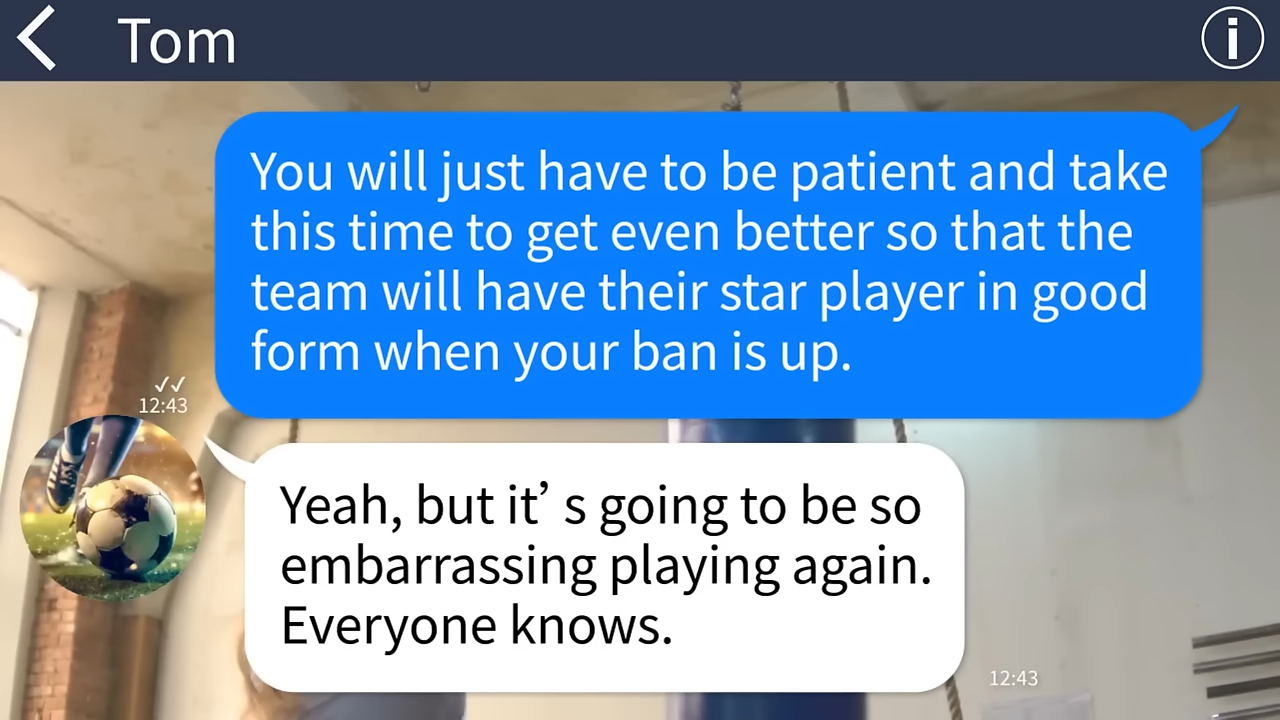 Tom
You will just have to be patient and take
this time to get even better so that the
team will have their star player in good
form when your ban is up.
12:43
Yeah, but it’ s going to be so
embarrassing playing again.
Everyone knows.
12:43